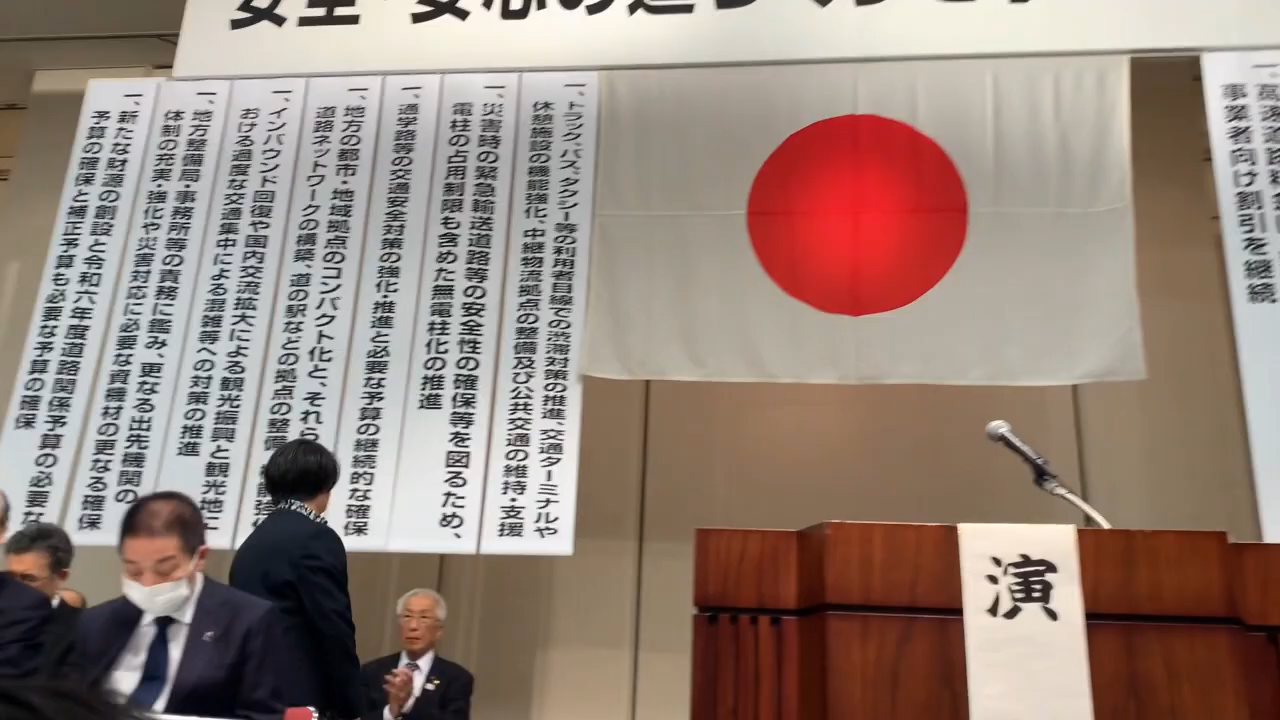 安全・安心の道づくりを
高速道路料金
事業者向け割引を継続
一、トラック、バス、タクシー等の利用者目線での渋滞対策の推進、交通ターミナルや
休憩施設の機能強化、中継物流拠点の整備及び公共交通の維持・支援
一、災害時の緊急輸送道路等の安全性の確保等を図るため、
電柱の占用制限も含めた無電柱化の推進
一、通学路等の交通安全対策の強化・推進と必要な予算の継続的な確保
一、地方の都市・地域拠点のコンパクト化と、それら
道路ネットワークの構築、道の駅などの拠点の整備
一、インバウンド回復や国内交流拡大による観光振興と観光地に
おける過度な交通集中による混雑等への対策の推進
一、地方整備局・事務所等の責務に鑑み、更なる出先機関の
体制の充実・強化や災害対応に必要な資機材の更なる確保
一、新たな財源の創設と令和六年度道路関係予算の必要な
予算の確保と補正予算も必要な予算の確保
演